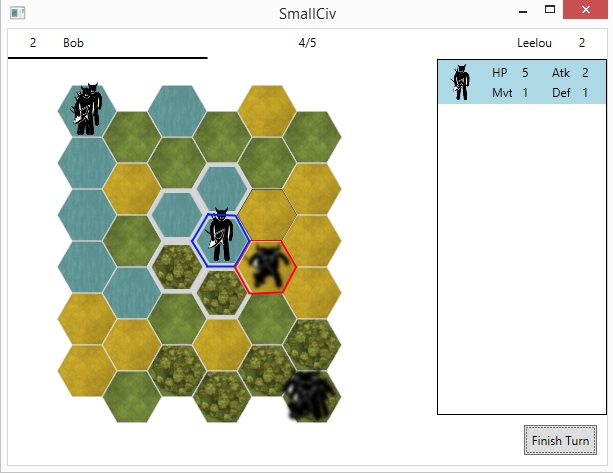 SmallCiv
2 Bob 4/5 Leelou 2
HP 5 Atk 2
Mvt 1 Def 1
Finish Turn